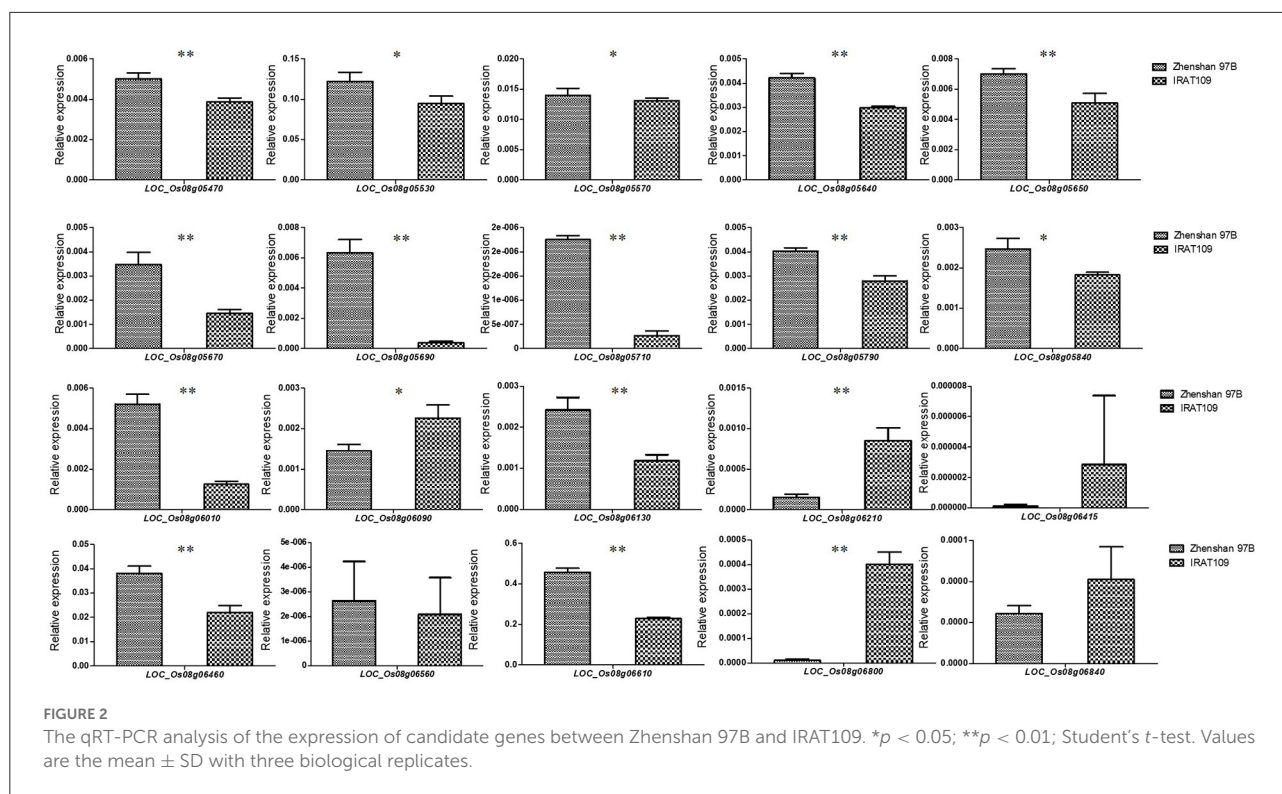 ** * * ** **
0.006 0.15 0.020 0.005 0.008
0.004 0.10 0.015 0.004 0.006
0.002 0.05 0.010 0.003 0.004
0.000 0.00 0.005 0.002 0.002
0.000 0.001 0.000
0.000
Relative expression Relative expression Relative expression Relative expression Relative expression
Zhenshan 97B
IRAT109
LOC_Os08g05470 LOC_Os08g05530 LOC_Os08g05570 LOC_Os08g05640 LOC_Os08g05650
** ** ** ** *
0.005 0.008 2e-006 0.005 0.003
0.004 0.006 2e-006 0.004 0.002
0.003 0.004 1e-006 0.003 0.001
0.002 0.002 5e-007 0.002 0.000
0.001 0.000 0 0.001
0.000 0.000
Relative expression Relative expression Relative expression Relative expression Relative expression
Zhenshan 97B
IRAT109
LOC_Os08g05670 LOC_Os08g05690 LOC_Os08g05710 LOC_Os08g05790 LOC_Os08g05840
** * ** **
0.006 0.003 0.003 0.0015 0.000008
0.004 0.002 0.002 0.0010 0.000006
0.002 0.001 0.001 0.0005 0.000004
0.000 0.000 0.000 0.0000 0.000002
0.000000
Relative expression Relative expression Relative expression Relative expression Relative expression
Zhenshan 97B
IRAT109
LOC_Os08g06010 LOC_Os08g06090 LOC_Os08g06130 LOC_Os08g06210 LOC_Os08g06415
** ** **
0.05 5e-006 0.6 0.0005 0.0001
0.04 4e-006 0.4 0.0004 0.0000
0.03 3e-006 0.2 0.0003 0.0000
0.02 2e-006 0.0 0.0002 0.0000
0.01 1e-006 0.0001
0.00 0 0.0000
Relative expression Relative expression Relative expression Relative expression Relative expression
Zhenshan 97B
IRAT109
LOC_Os08g06460 LOC_Os08g06560 LOC_Os08g06610 LOC_Os08g06800 LOC_Os08g06840
FIGURE 2
The qRT-PCR analysis of the expression of candidate genes between Zhenshan 97B and IRAT109. *p < 0.05; **p < 0.01; Student's t-test. Values
are the mean ± SD with three biological replicates.